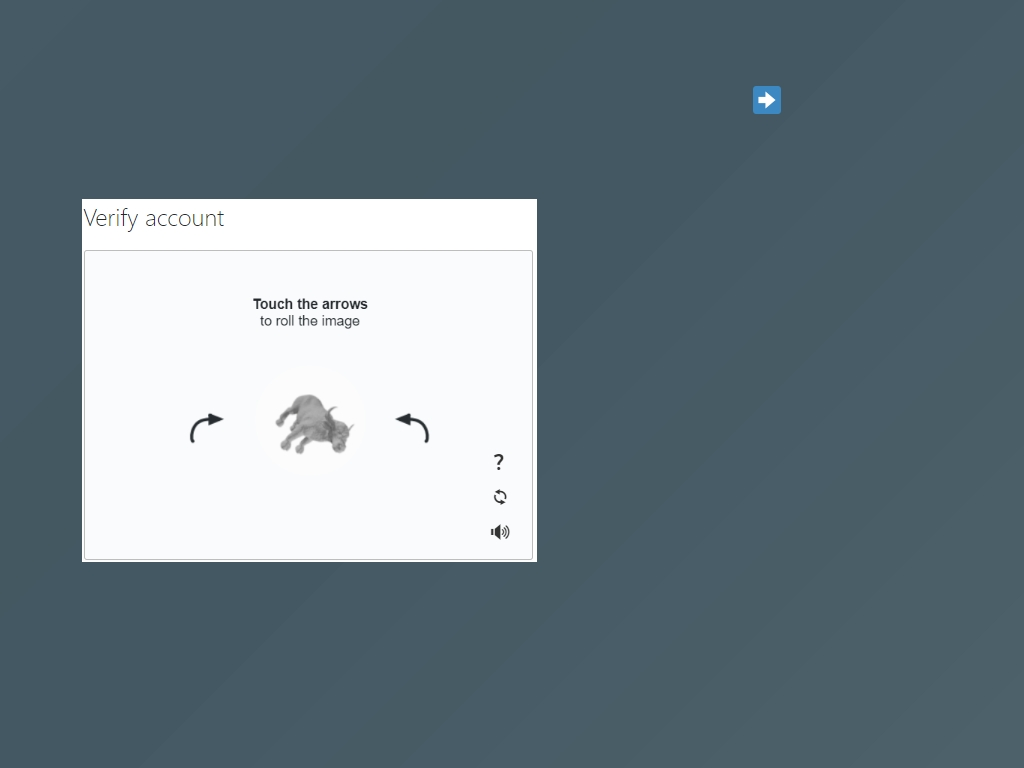 Verify account
Touch the arrows
to roll the image
?